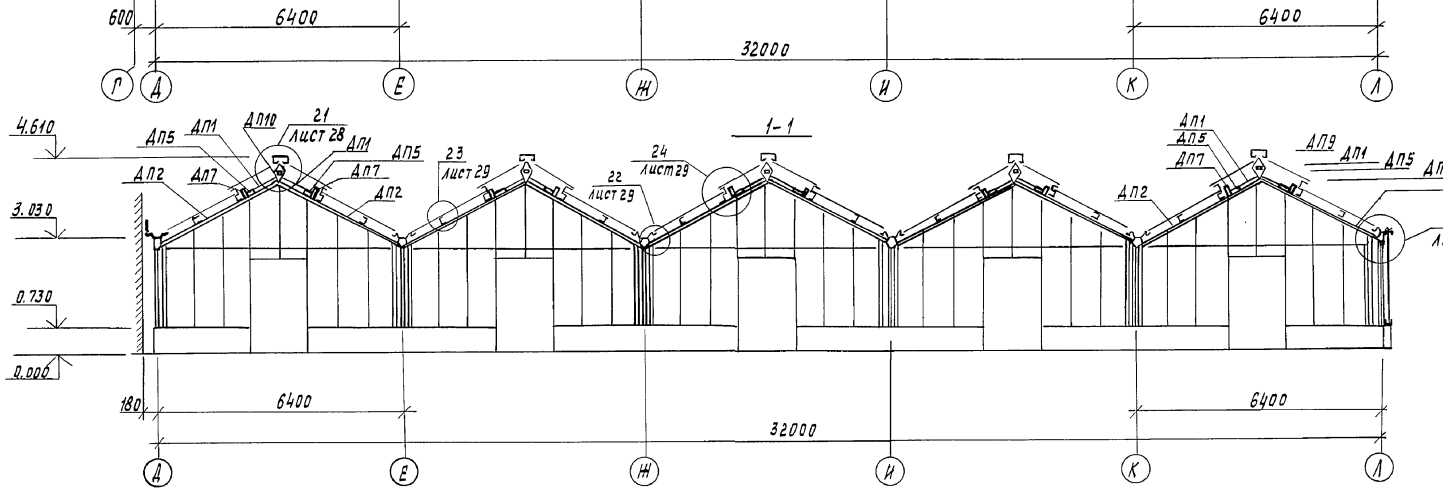 600 6400 6400
32000
Г Д Е Ж И К Л
4.610 ДП5 ДП1 ДП10 21
лист 28 ДП1 ДП5 ДП7 ДП2
ДП2 ДП7
23
лист 29
22
лист 29
24
лист 29
1-1
ДП1
ДП5
ДП7
ДП2
ДП9
ДП1 ДП5
3.030
0.730
0.000
180 6400 6400
32000
Д Е Ж И К Л